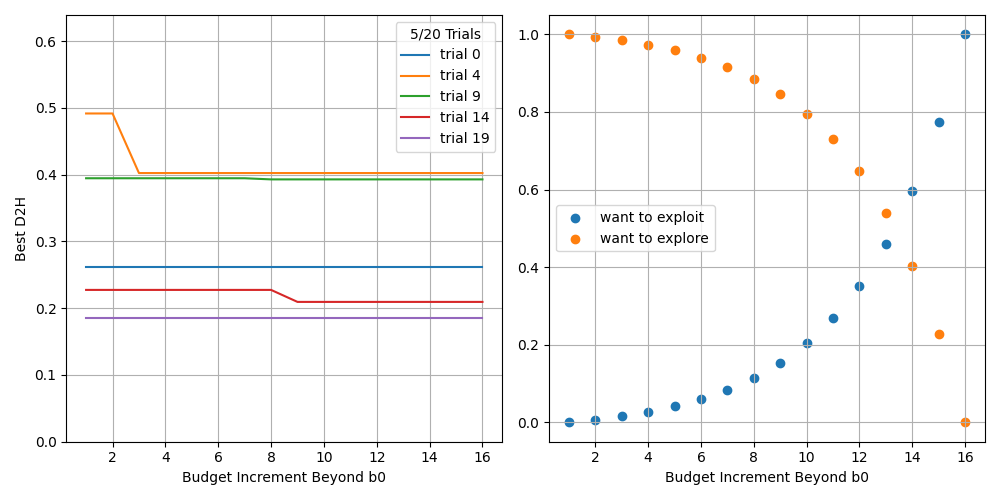 0.6
0.5
0.4
0.3
0.2
0.1
0.0
Best D2H
2 4 6 8 10 12 14 16
Budget Increment Beyond b0
5/20 Trials
trial 0
trial 4
trial 9
trial 14
trial 19
1.0
0.8
0.6
0.4
0.2
0.0
2 4 6 8 10 12 14 16
Budget Increment Beyond b0
want to exploit
want to explore